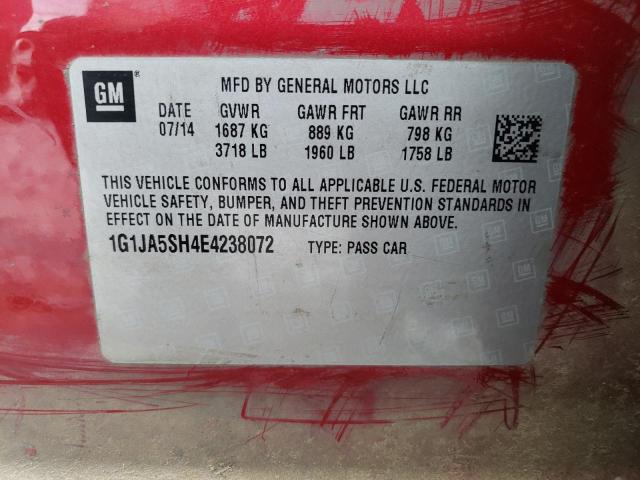 GM
MFD BY GENERAL MOTORS LLC
DATE GVWR GAWR FRT GAWR RR
07/14 1687 KG 889 KG 798 KG
3718 LB 1960 LB 1758 LB
THIS VEHICLE CONFORMS TO ALL APPLICABLE U.S. FEDERAL MOTOR
VEHICLE SAFETY, BUMPER, AND THEFT PREVENTION STANDARDS IN
EFFECT ON THE DATE OF MANUFACTURE SHOWN ABOVE.
1G1JA5SH4E4238072 TYPE: PASS CAR